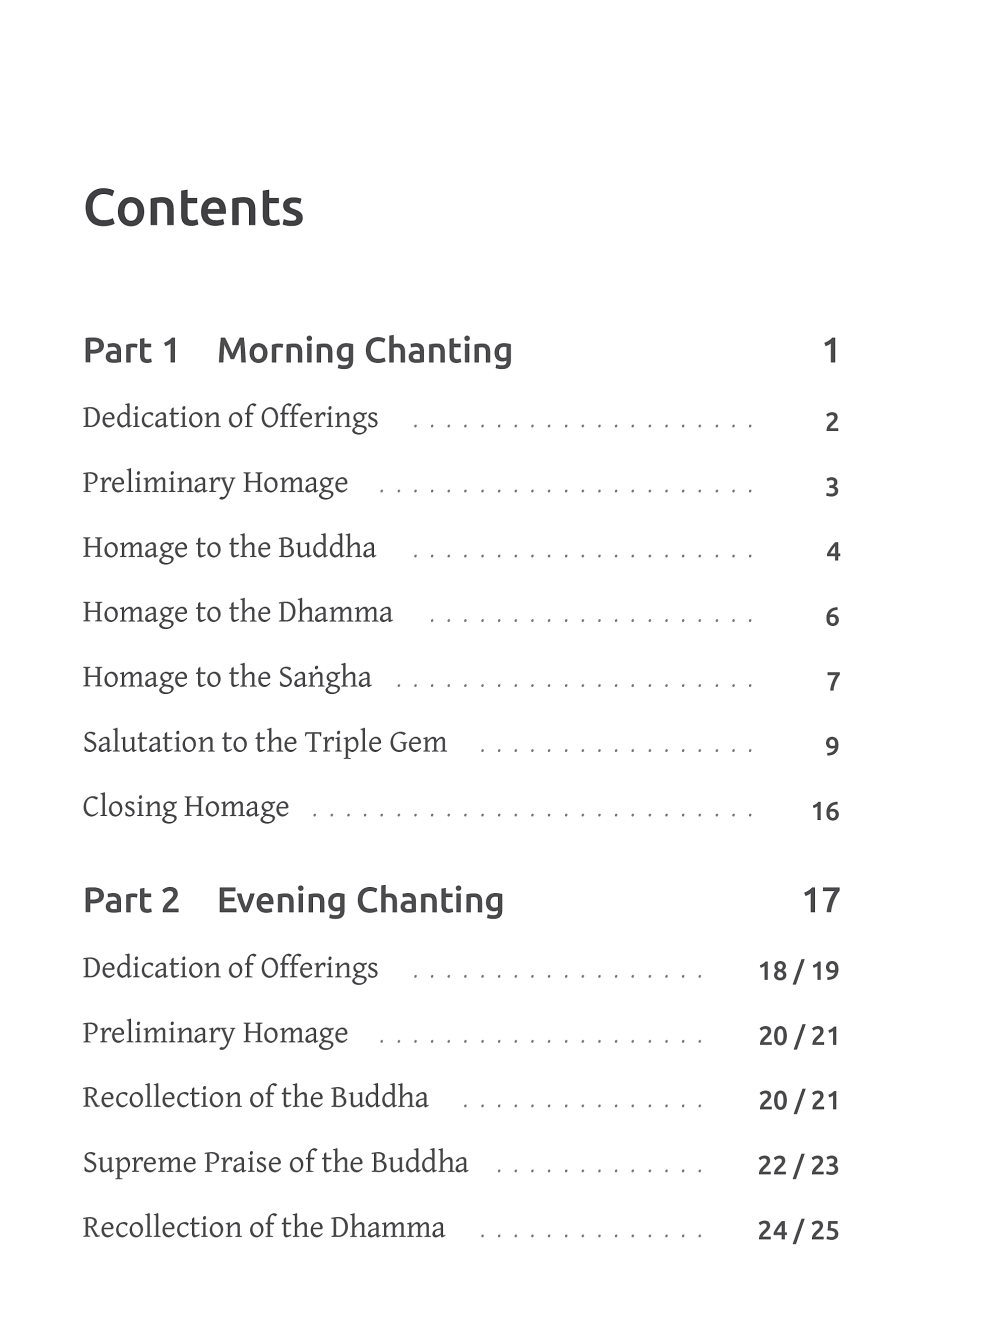 Contents
Part 1 Morning Chanting 1
Dedication of Offerings . . . . . . . . . . . . . . . . . . . . . 2
Preliminary Homage . . . . . . . . . . . . . . . . . . . . . . . 3
Homage to the Buddha . . . . . . . . . . . . . . . . . . . . . 4
Homage to the Dhamma . . . . . . . . . . . . . . . . . . . . 6
Homage to the Saṅgha . . . . . . . . . . . . . . . . . . . . . . 7
Salutation to the Triple Gem . . . . . . . . . . . . . . . . . 9
Closing Homage . . . . . . . . . . . . . . . . . . . . . . . . . . . 16
Part 2 Evening Chanting 17
Dedication of Offerings . . . . . . . . . . . . . . . . . . 18 / 19
Preliminary Homage . . . . . . . . . . . . . . . . . . . . 20 / 21
Recollection of the Buddha . . . . . . . . . . . . . . . 20 / 21
Supreme Praise of the Buddha . . . . . . . . . . . . . 22 / 23
Recollection of the Dhamma . . . . . . . . . . . . . . 24 / 25